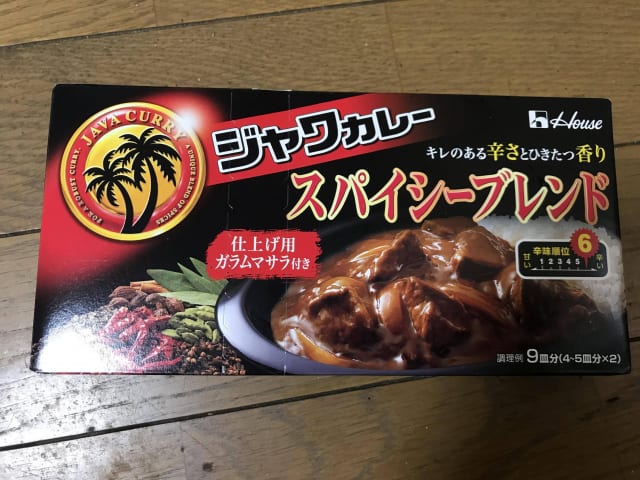 JAVA CURRY
FOR A ROBUST CURRY.
A UNIQUE BLEND OF SPICES
ジャワカレー
House
キレのある辛さとひきたつ香り
スパイシーブレンド
仕上げ用
ガラムマサラ付き
辛味順位
6
甘い 1 2 3 4 5 辛い
調理例 9皿分(4~5皿分×2)